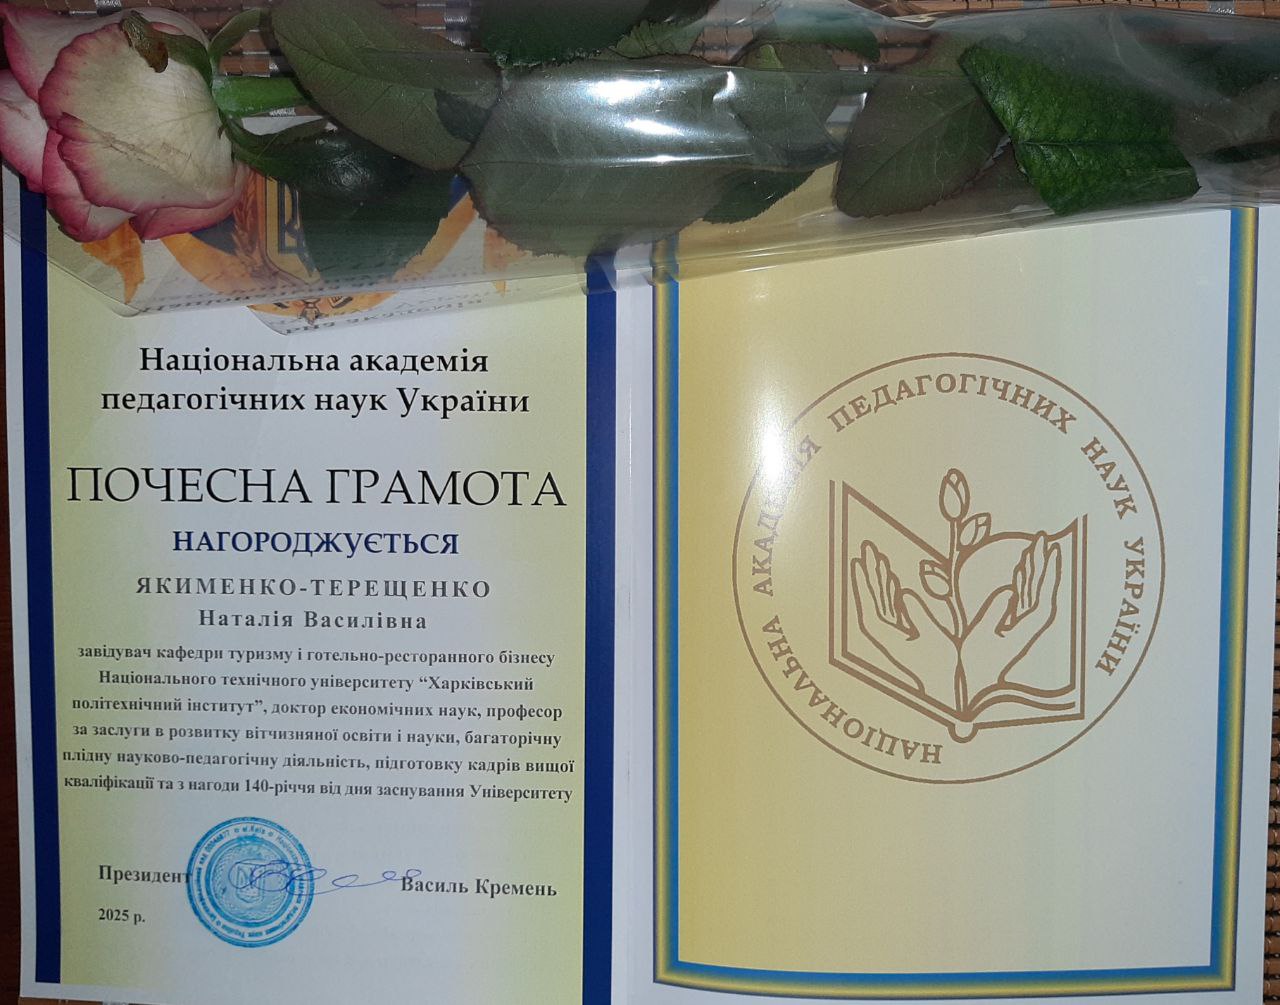 Національна академія
педагогічних наук України
ПОЧЕСНА ГРАМОТА
НАГОРОДЖУЄТЬСЯ
ЯКИМЕНКО-ТЕРЕЩЕНКО
Наталія Василівна
завідувач кафедри туризму і готельно-ресторанного бізнесу
Національного технічного університету “Харківський
політехнічний інститут”, доктор економічних наук, професор
за заслуги в розвитку вітчизняної освіти і науки, багаторічну
плідну науково-педагогічну діяльність, підготовку кадрів вищої
кваліфікації та з нагоди 140-річчя від дня заснування Університету
Президент
Василь Кремень
2025 р.
м.Київ
НАЦІОНАЛЬНА АКАДЕМІЯ ПЕДАГОГІЧНИХ НАУК УКРАЇНИ